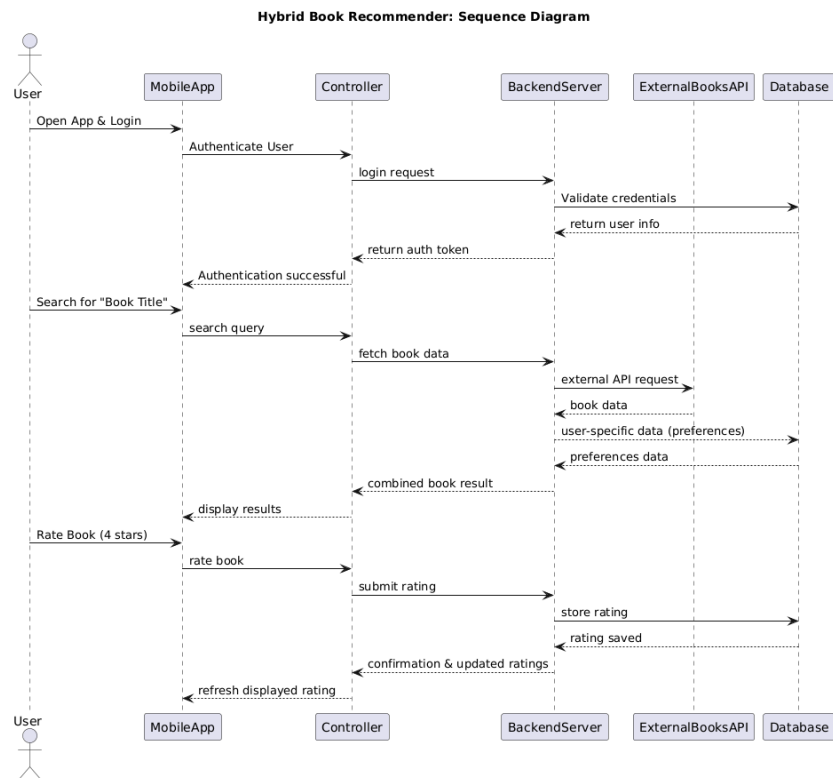 Hybrid Book Recommender: Sequence Diagram
User
MobileApp
Controller
BackendServer
ExternalBooksAPI
Database
Open App & Login
Authenticate User
login request
Validate credentials
return user info
return auth token
Authentication successful
Search for "Book Title"
search query
fetch book data
external API request
book data
user-specific data (preferences)
preferences data
combined book result
display results
Rate Book (4 stars)
rate book
submit rating
store rating
rating saved
confirmation & updated ratings
refresh displayed rating
User
MobileApp
Controller
BackendServer
ExternalBooksAPI
Database